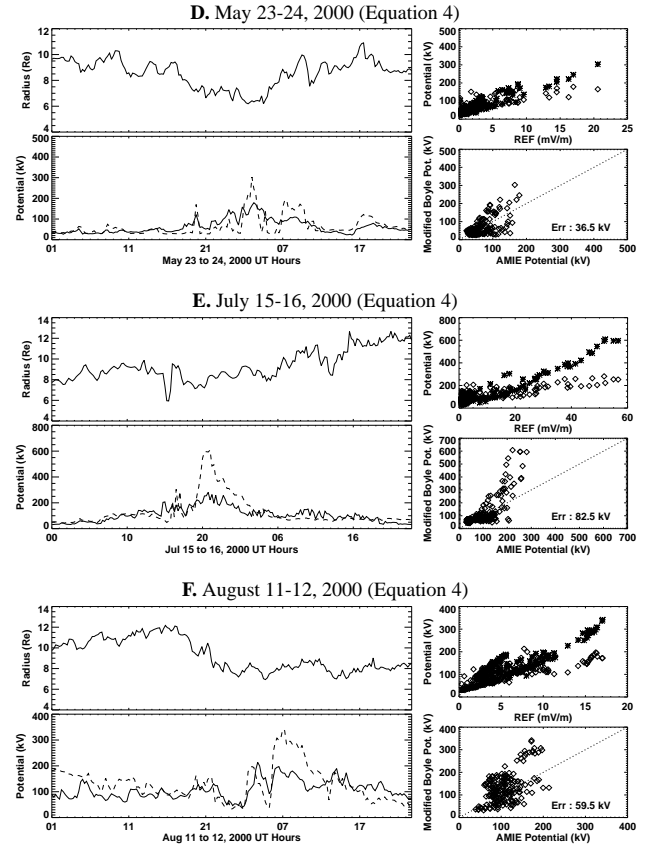 D. May 23-24, 2000 (Equation 4)
12
10
8
6
4
Radius (Re)
500
400
300
200
100
0
Potential (kV)
01 11 21 07 17
May 23 to 24, 2000 UT Hours
500
400
300
200
100
0
Potential (kV)
0 5 10 15 20 25
REF (mV/m)
500
400
300
200
100
0
Modified Boyle Pot. (kV)
Err : 36.5 kV
0 100 200 300 400 500
AMIE Potential (kV)
E. July 15-16, 2000 (Equation 4)
14
12
10
8
6
4
Radius (Re)
800
600
400
200
0
Potential (kV)
00 10 20 06 16
Jul 15 to 16, 2000 UT Hours
800
600
400
200
0
Potential (kV)
0 20 40 60
REF (mV/m)
700
600
500
400
300
200
100
0
Modified Boyle Pot. (kV)
Err : 82.5 kV
0 100 200 300 400 500 600 700
AMIE Potential (kV)
F. August 11-12, 2000 (Equation 4)
14
12
10
8
6
4
Radius (Re)
400
300
200
100
0
Potential (kV)
01 11 21 07 17
Aug 11 to 12, 2000 UT Hours
400
300
200
100
0
Potential (kV)
0 5 10 15 20
REF (mV/m)
400
300
200
100
0
Modified Boyle Pot. (kV)
Err : 59.5 kV
0 100 200 300 400
AMIE Potential (kV)